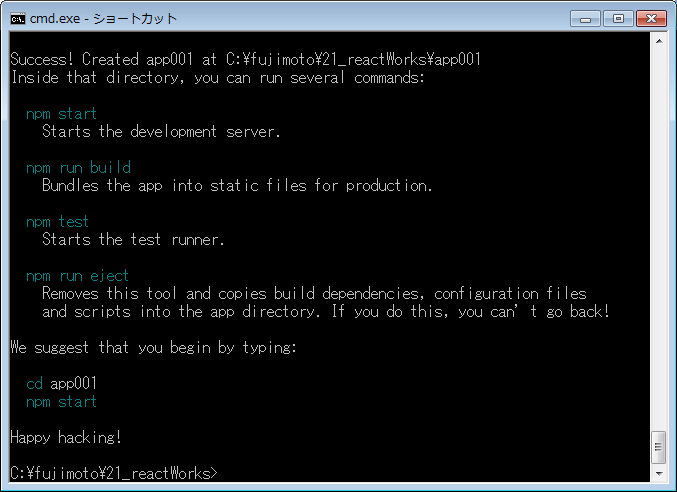 cmd.exe - ショートカット
Success! Created app001 at C:¥fujimoto¥21_reactWorks¥app001
Inside that directory, you can run several commands:
npm start
Starts the development server.
npm run build
Bundles the app into static files for production.
npm test
Starts the test runner.
npm run eject
Removes this tool and copies build dependencies, configuration files
and scripts into the app directory. If you do this, you can’t go back!
We suggest that you begin by typing:
cd app001
npm start
Happy hacking!
C:¥fujimoto¥21_reactWorks>